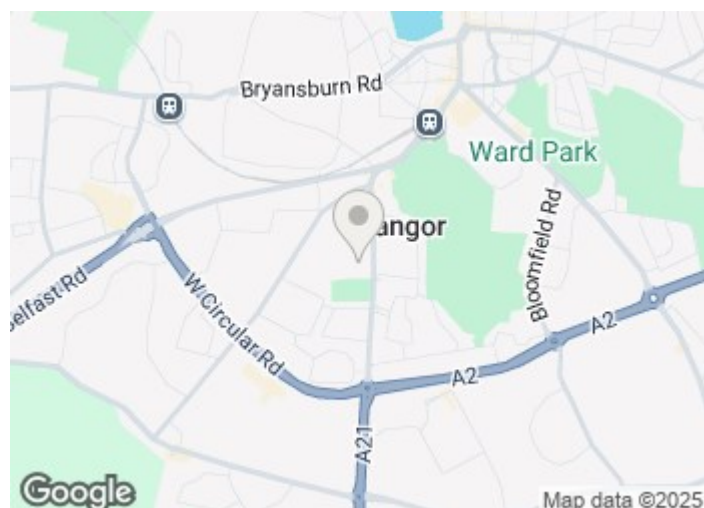 Bryansburn Rd
Ward Park
angor
Bloomfield Rd
elfast Rd
W Circular Rd
A2
A2
A21
Google
Map data ©2025